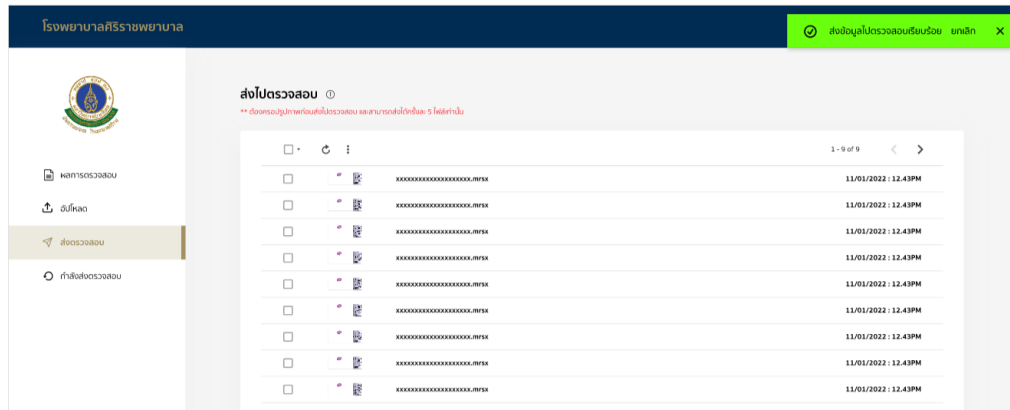 โรงพยาบาลศิริราชพยาบาล
ส่งข้อมูลไปตรวจสอบเรียบร้อย ยกเลิก
ส่งไปตรวจสอบ
** ต้องครอปรูปภาพก่อนส่งไปตรวจสอบ และสามารถส่งได้ครั้งละ 5 ไฟล์เท่านั้น
1 - 9 of 9
ผลการตรวจสอบ
อัปโหลด
ส่งตรวจสอบ
กำลังส่งตรวจสอบ
xxxxxxxxxxxxxxxxxxxx.mrsx 11/01/2022 : 12.43PM
xxxxxxxxxxxxxxxxxxxx.mrsx 11/01/2022 : 12.43PM
xxxxxxxxxxxxxxxxxxxx.mrsx 11/01/2022 : 12.43PM
xxxxxxxxxxxxxxxxxxxx.mrsx 11/01/2022 : 12.43PM
xxxxxxxxxxxxxxxxxxxx.mrsx 11/01/2022 : 12.43PM
xxxxxxxxxxxxxxxxxxxx.mrsx 11/01/2022 : 12.43PM
xxxxxxxxxxxxxxxxxxxx.mrsx 11/01/2022 : 12.43PM
xxxxxxxxxxxxxxxxxxxx.mrsx 11/01/2022 : 12.43PM
xxxxxxxxxxxxxxxxxxxx.mrsx 11/01/2022 : 12.43PM